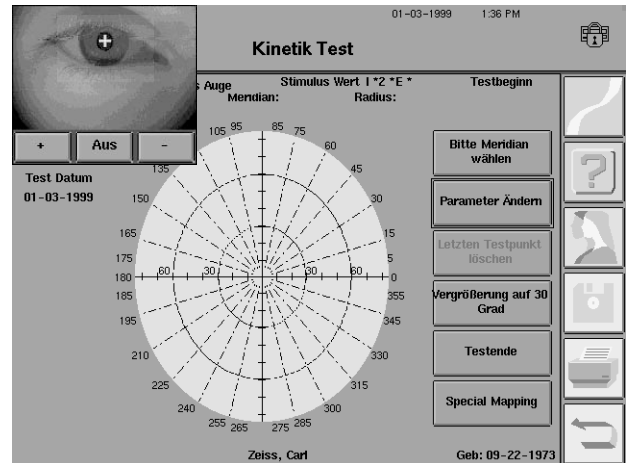 01-03-1999 1:36 PM
Kinetik Test
s Auge Stimulus Wert I *2 *E * Testbeginn
Meridian: Radius:
+ Aus -
Test Datum
01-03-1999
105 95 85 75
60
45
30
15
5
0
355
345
330
315
300
285
275
265
255
240
225
210
195
185
180
175
165
150
135
60 30 30 60
Bitte Meridian
wählen
Parameter Ändern
Letzten Testpunkt
löschen
Vergrößerung auf 30
Grad
Testende
Special Mapping
Zeiss, Carl Geb: 09-22-1973